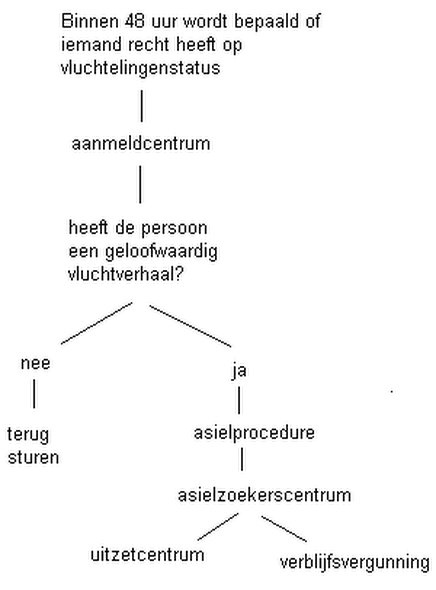 Binnen 48 uur wordt bepaald of
iemand recht heeft op
vluchtelingenstatus
aanmeldcentrum
heeft de persoon
een geloofwaardig
vluchtverhaal?
nee
ja
terug
sturen
asielprocedure
asielzoekerscentrum
uitzetcentrum
verblijfsvergunning